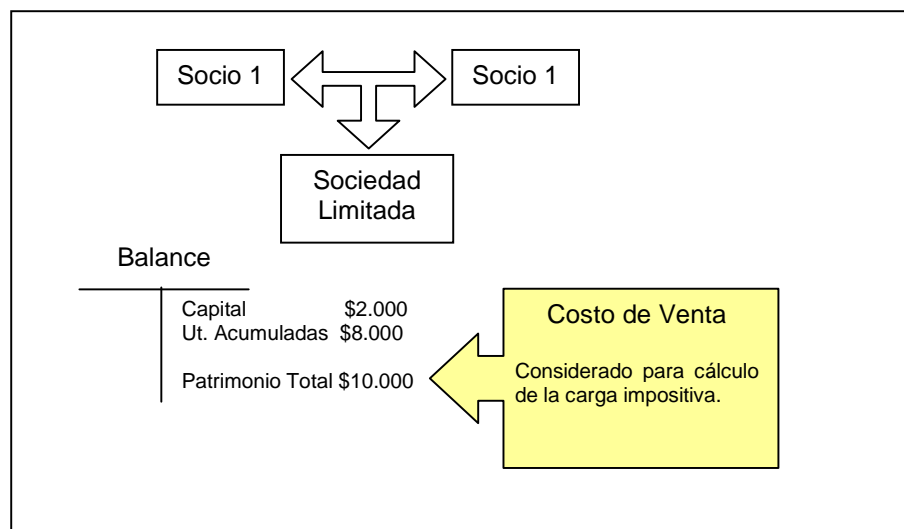 Socio 1
Socio 1
Sociedad
Limitada
Balance
Capital $2.000
Ut. Acumuladas $8.000
Patrimonio Total $10.000
Costo de Venta
Considerado para cálculo
de la carga impositiva.